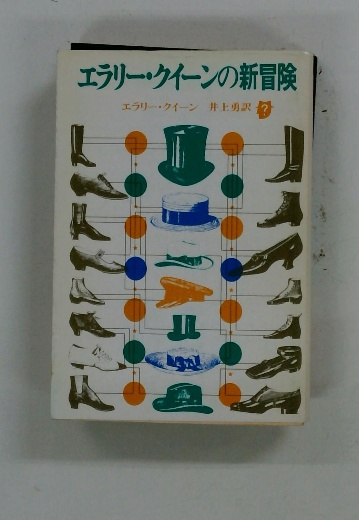 エラリー・クイーンの新冒険
エラリー・クイーン 井上勇訳 ?